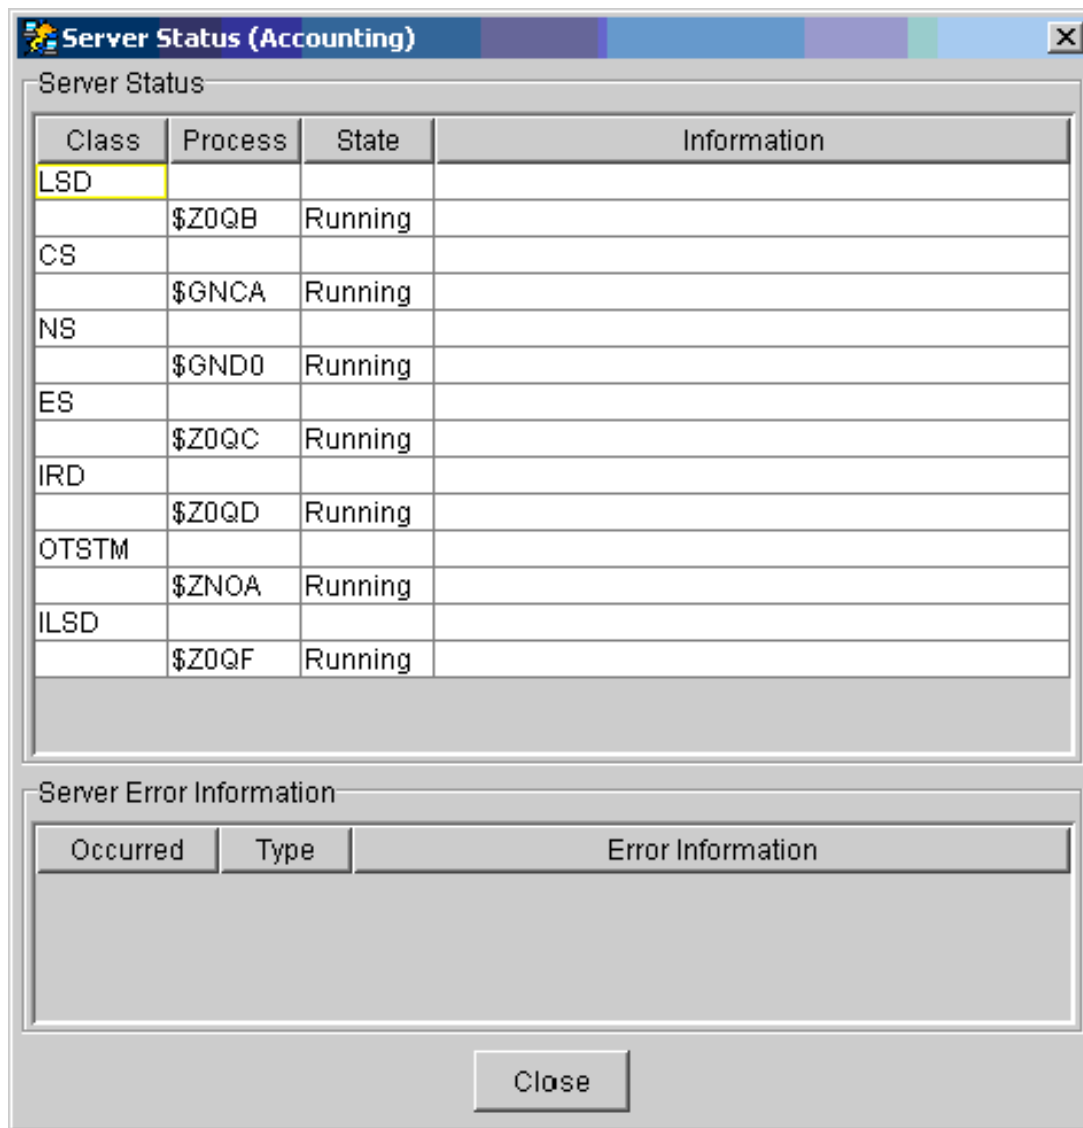 Server Status (Accounting)
Server Status
Class Process State Information
LSD
$Z0QB Running
CS
$GNCA Running
NS
$GND0 Running
ES
$Z0QC Running
IRD
$Z0QD Running
OTSTM
$ZNOA Running
ILSD
$Z0QF Running
Server Error Information
Occurred Type Error Information
Close